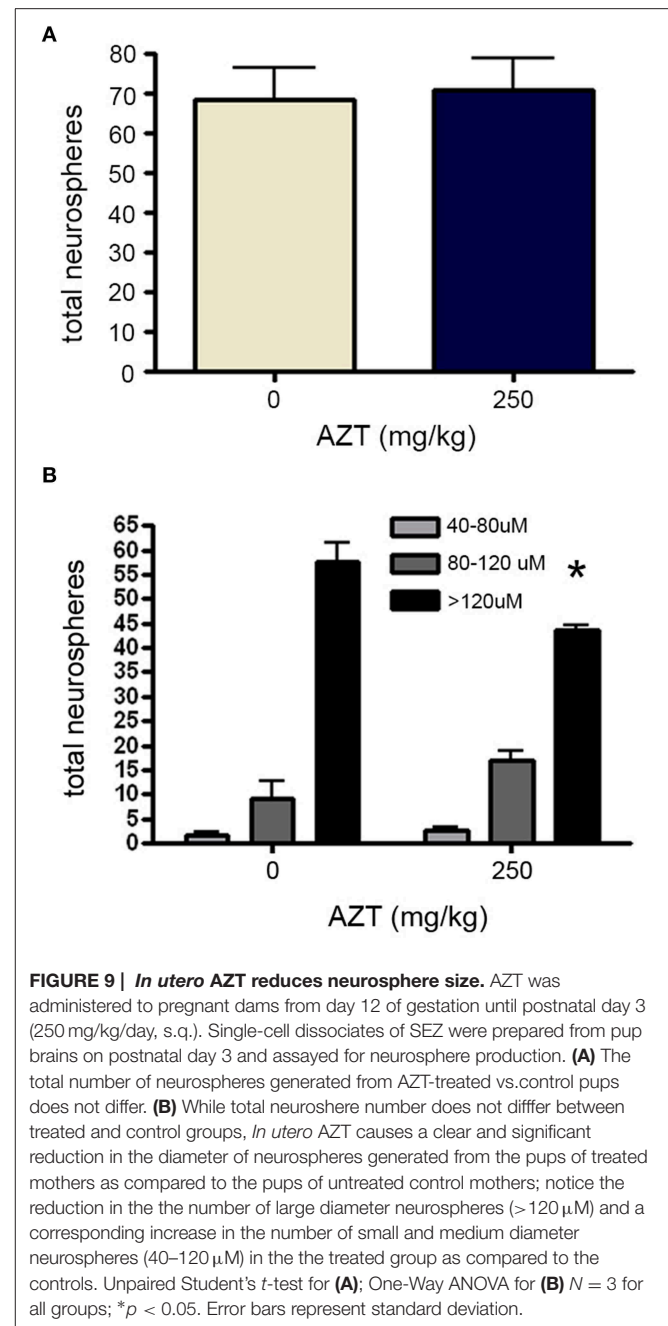 A
80
70
60
50
40
30
20
10
0
total neurospheres
0
250
AZT (mg/kg)
B
65
60
55
50
45
40
35
30
25
20
15
10
5
0
total neurospheres
40-80uM
80-120 uM
>120uM
*
0
250
AZT (mg/kg)
FIGURE 9 | In utero AZT reduces neurosphere size. AZT was
administered to pregnant dams from day 12 of gestation until postnatal day 3
(250 mg/kg/day, s.q.). Single-cell dissociates of SEZ were prepared from pup
brains on postnatal day 3 and assayed for neurosphere production. (A) The
total number of neurospheres generated from AZT-treated vs.control pups
does not differ. (B) While total neuroshere number does not difffer between
treated and control groups, In utero AZT causes a clear and significant
reduction in the diameter of neurospheres generated from the pups of treated
mothers as compared to the pups of untreated control mothers; notice the
reduction in the the number of large diameter neurospheres (>120 μM) and a
corresponding increase in the number of small and medium diameter
neurospheres (40–120 μM) in the the treated group as compared to the
controls. Unpaired Student's t-test for (A); One-Way ANOVA for (B) N = 3 for
all groups; *p < 0.05. Error bars represent standard deviation.